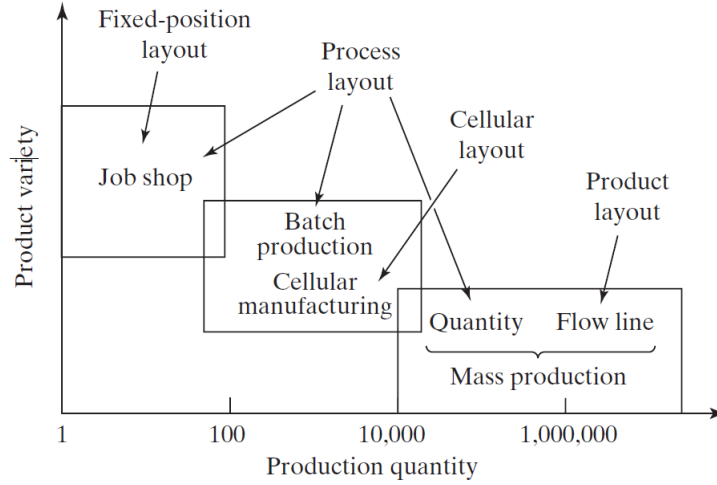 Fixed-position
layout
Process
layout
Cellular
layout
Product
layout
Product variety
Job shop
Batch
production
Cellular
manufacturing
Quantity
Flow line
Mass production
1
100
10,000
1,000,000
Production quantity